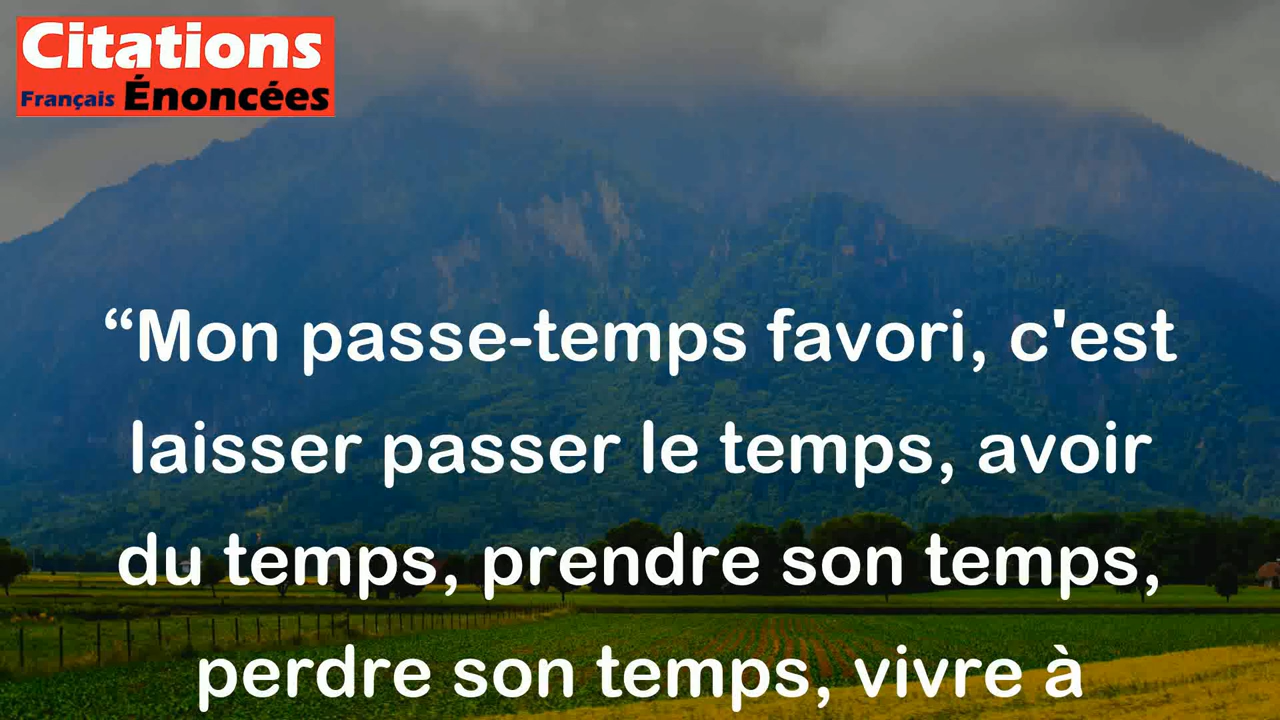 Citations
Français Énoncées
“Mon passe-temps favori, c'est
laisser passer le temps, avoir
du temps, prendre son temps,
perdre son temps, vivre à